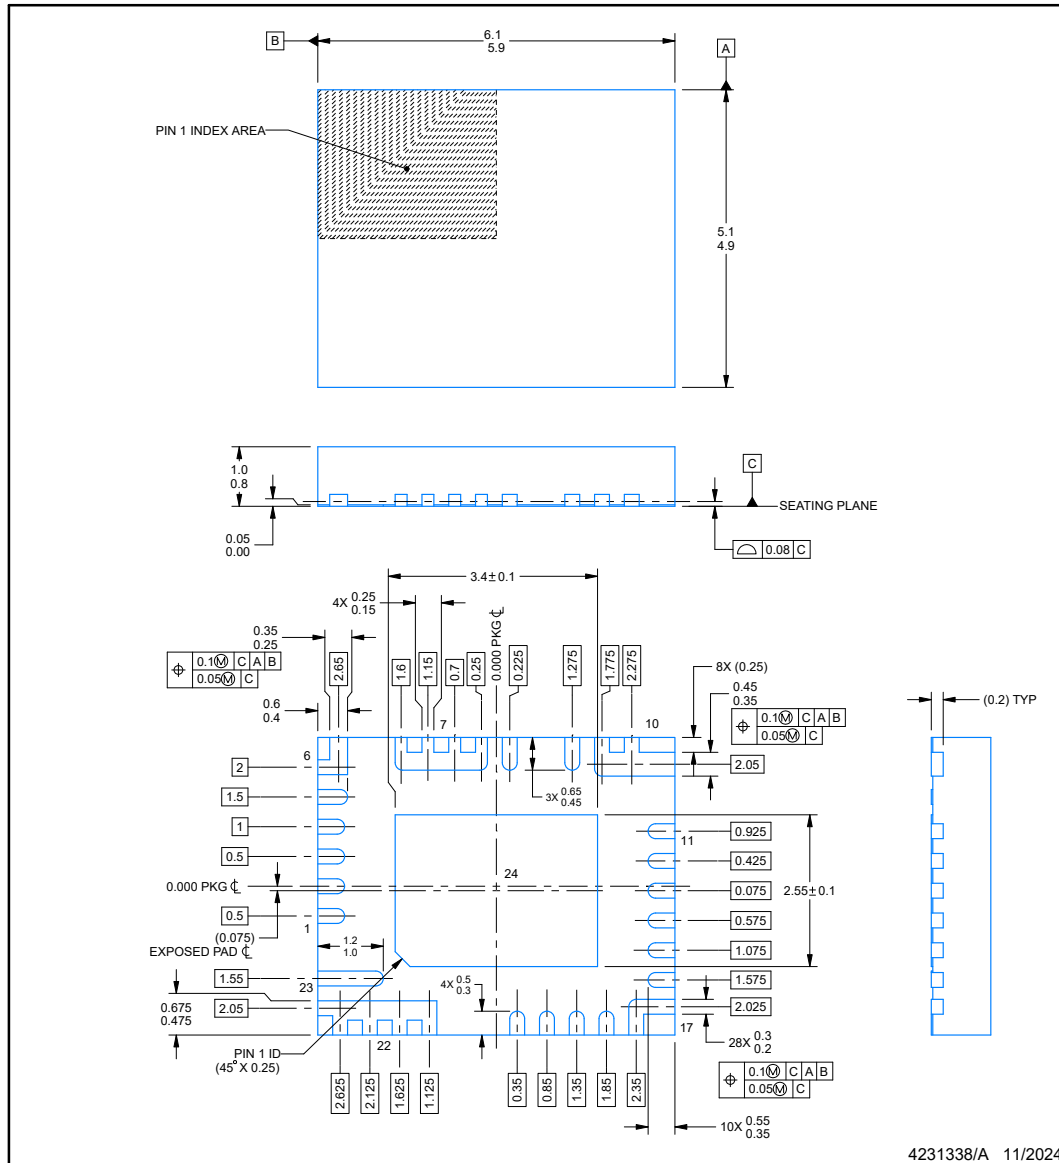 B
6.1
5.9
A
PIN 1 INDEX AREA
5.1
4.9
1.0
0.8
C
SEATING PLANE
0.05
0.00
0.08 C
3.4±0.1
4X 0.25
0.15
0.35
0.25
0.1Ⓜ C A B
0.05Ⓜ C
0.6
0.4
2.65
1.6
1.15
0.7
0.25
0.000 PKG ℄
0.225
1.275
1.775
2.275
8X (0.25)
0.45
0.35
0.1Ⓜ C A B
0.05Ⓜ C
(0.2) TYP
6
7
10
2
2.05
3X 0.65
0.45
1.5
1
0.925
11
0.5
0.425
24
0.000 PKG ℄
0.075
2.55±0.1
0.5
0.575
(0.075)
1
EXPOSED PAD ℄
1.2
1.0
1.075
1.55
1.575
23
4X 0.5
0.3
0.675
0.475
2.05
2.025
17
22
28X 0.3
0.2
PIN 1 ID
(45° X 0.25)
0.1Ⓜ C A B
0.05Ⓜ C
2.625
2.125
1.625
1.125
0.35
0.85
1.35
1.85
2.35
10X 0.55
0.35
4231338/A 11/2024